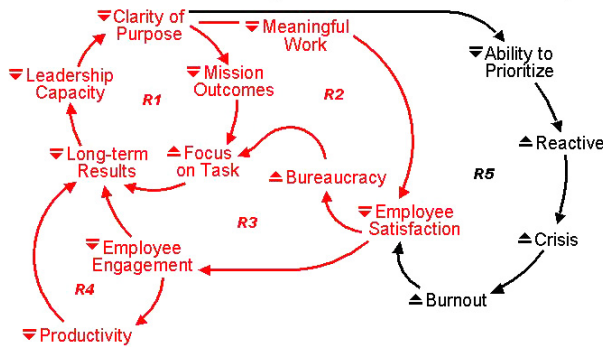 Clarity of
Purpose
Meaningful
Work
Ability to
Prioritize
Leadership
Capacity
Mission
Outcomes
R1
R2
Reactive
Long-term
Results
Focus
on Task
Bureaucracy
R5
R3
Employee
Satisfaction
Employee
Engagement
Crisis
R4
Burnout
Productivity